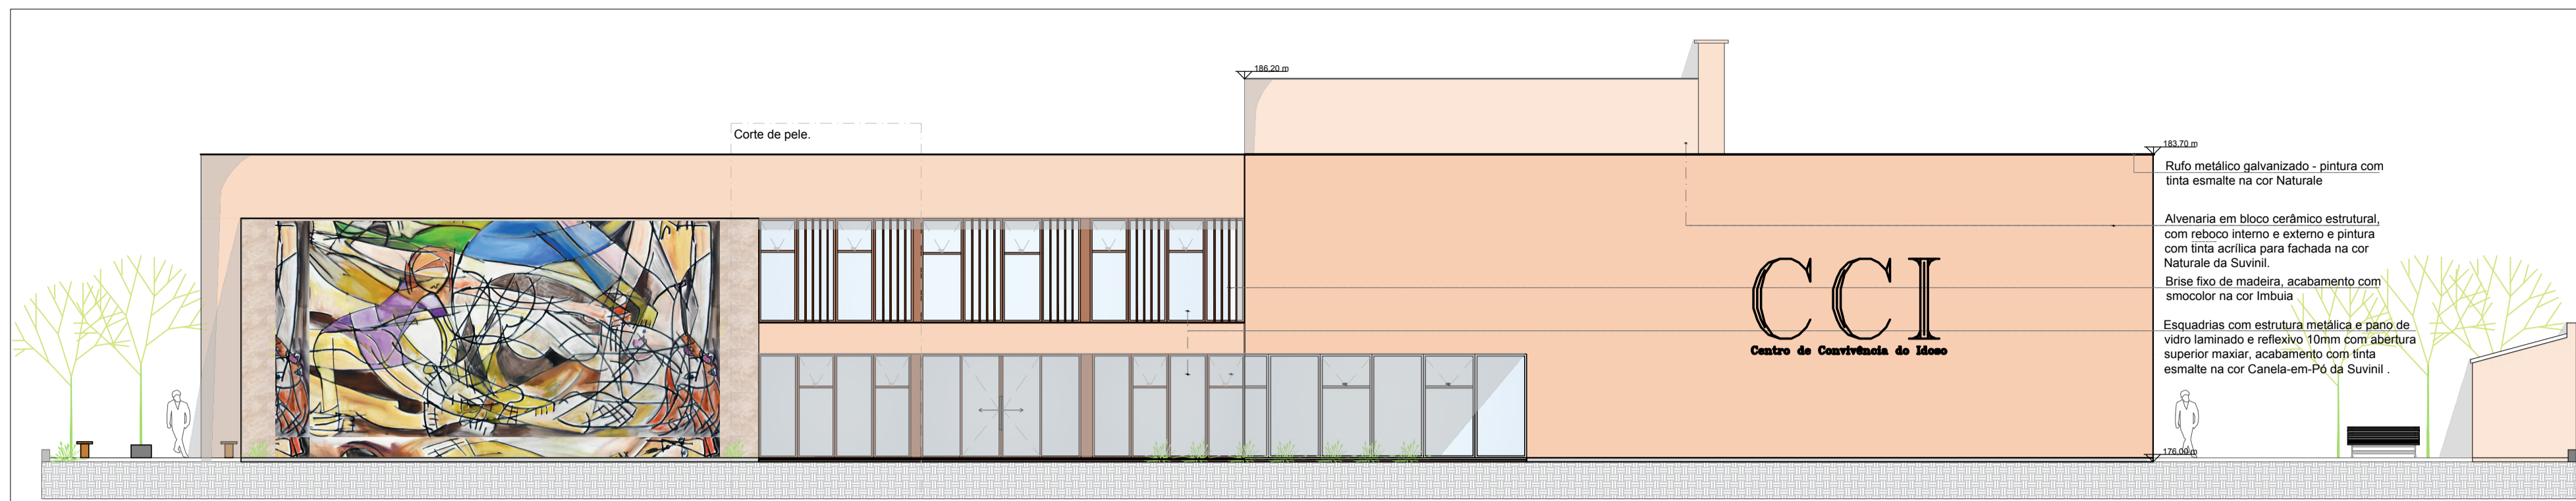 186,20 m
Corte de pele.
183,70 m
Rufo metálico galvanizado - pintura com
tinta esmalte na cor Naturale
Alvenaria em bloco cerâmico estrutural,
com reboco interno e externo e pintura
com tinta acrílica para fachada na cor
Naturale da Suvinil.
Brise fixo de madeira, acabamento com
smocolor na cor Imbuia
CCI
Centro de Convivência do Idoso
Esquadrias com estrutura metálica e pano de
vidro laminado e reflexivo 10mm com abertura
superior maxiar, acabamento com tinta
esmalte na cor Canela-em-Pó da Suvinil .
176,00 m